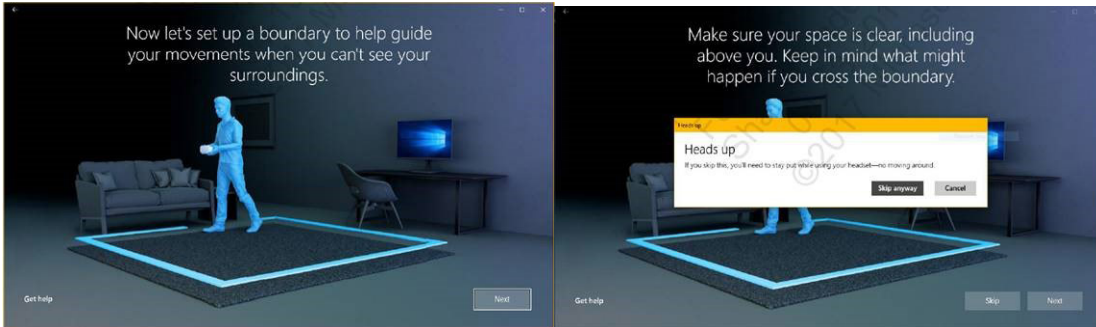 Now let's set up a boundary to help guide
your movements when you can't see your
surroundings.
Get help
Next
Make sure your space is clear, including
above you. Keep in mind what might
happen if you cross the boundary.
Heads up
Heads up
If you skip this, you'll need to stay put while using your headset—no moving around.
Skip anyway
Cancel
Get help
Skip
Next